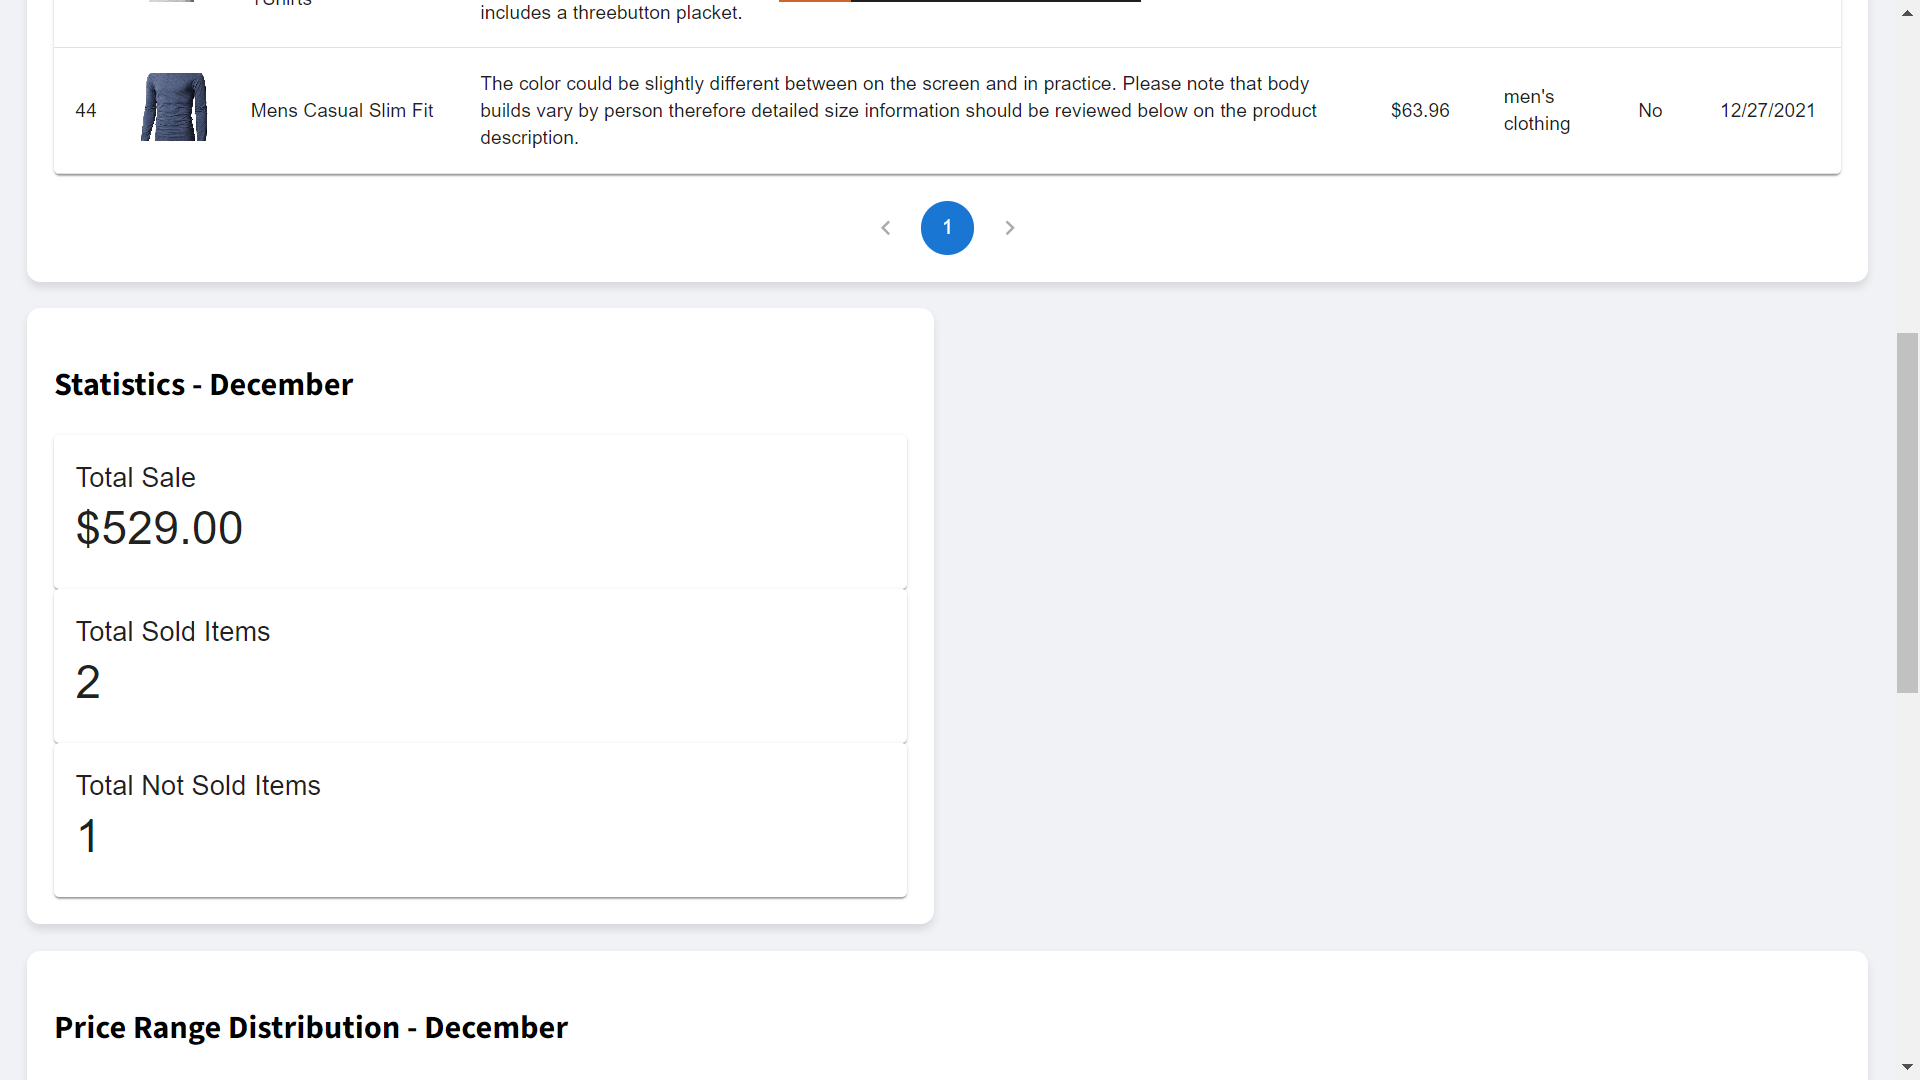 TShirts
includes a threebutton placket.
44
Mens Casual Slim Fit
The color could be slightly different between on the screen and in practice. Please note that body
builds vary by person therefore detailed size information should be reviewed below on the product
description.
$63.96
men's
clothing
No
12/27/2021
1
Statistics - December
Total Sale
$529.00
Total Sold Items
2
Total Not Sold Items
1
Price Range Distribution - December